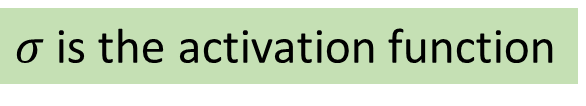 σ is the activation function